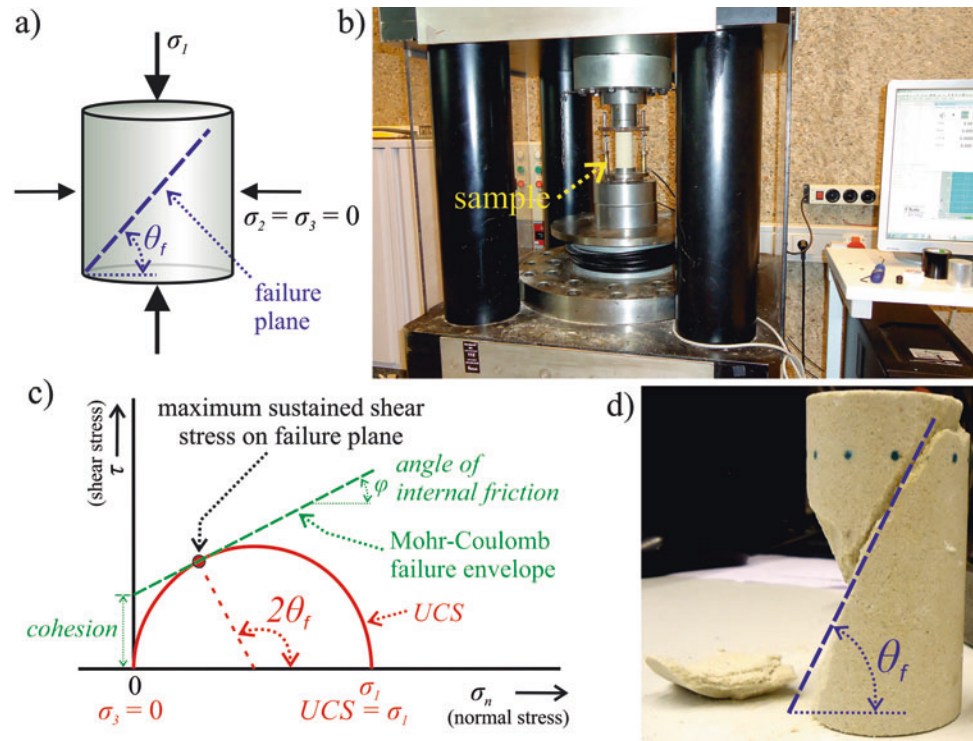 a)
σ₁
σ₂ = σ₃ = 0
θf
failure
plane
b)
sample
c)
maximum sustained shear
stress on failure plane
(shear stress)
τ
angle of
internal friction
φ
Mohr-Coulomb
failure envelope
cohesion
2θf
UCS
0
σ₁
σ₃ = 0
UCS = σ₁
σn
(normal stress)
d)
θf